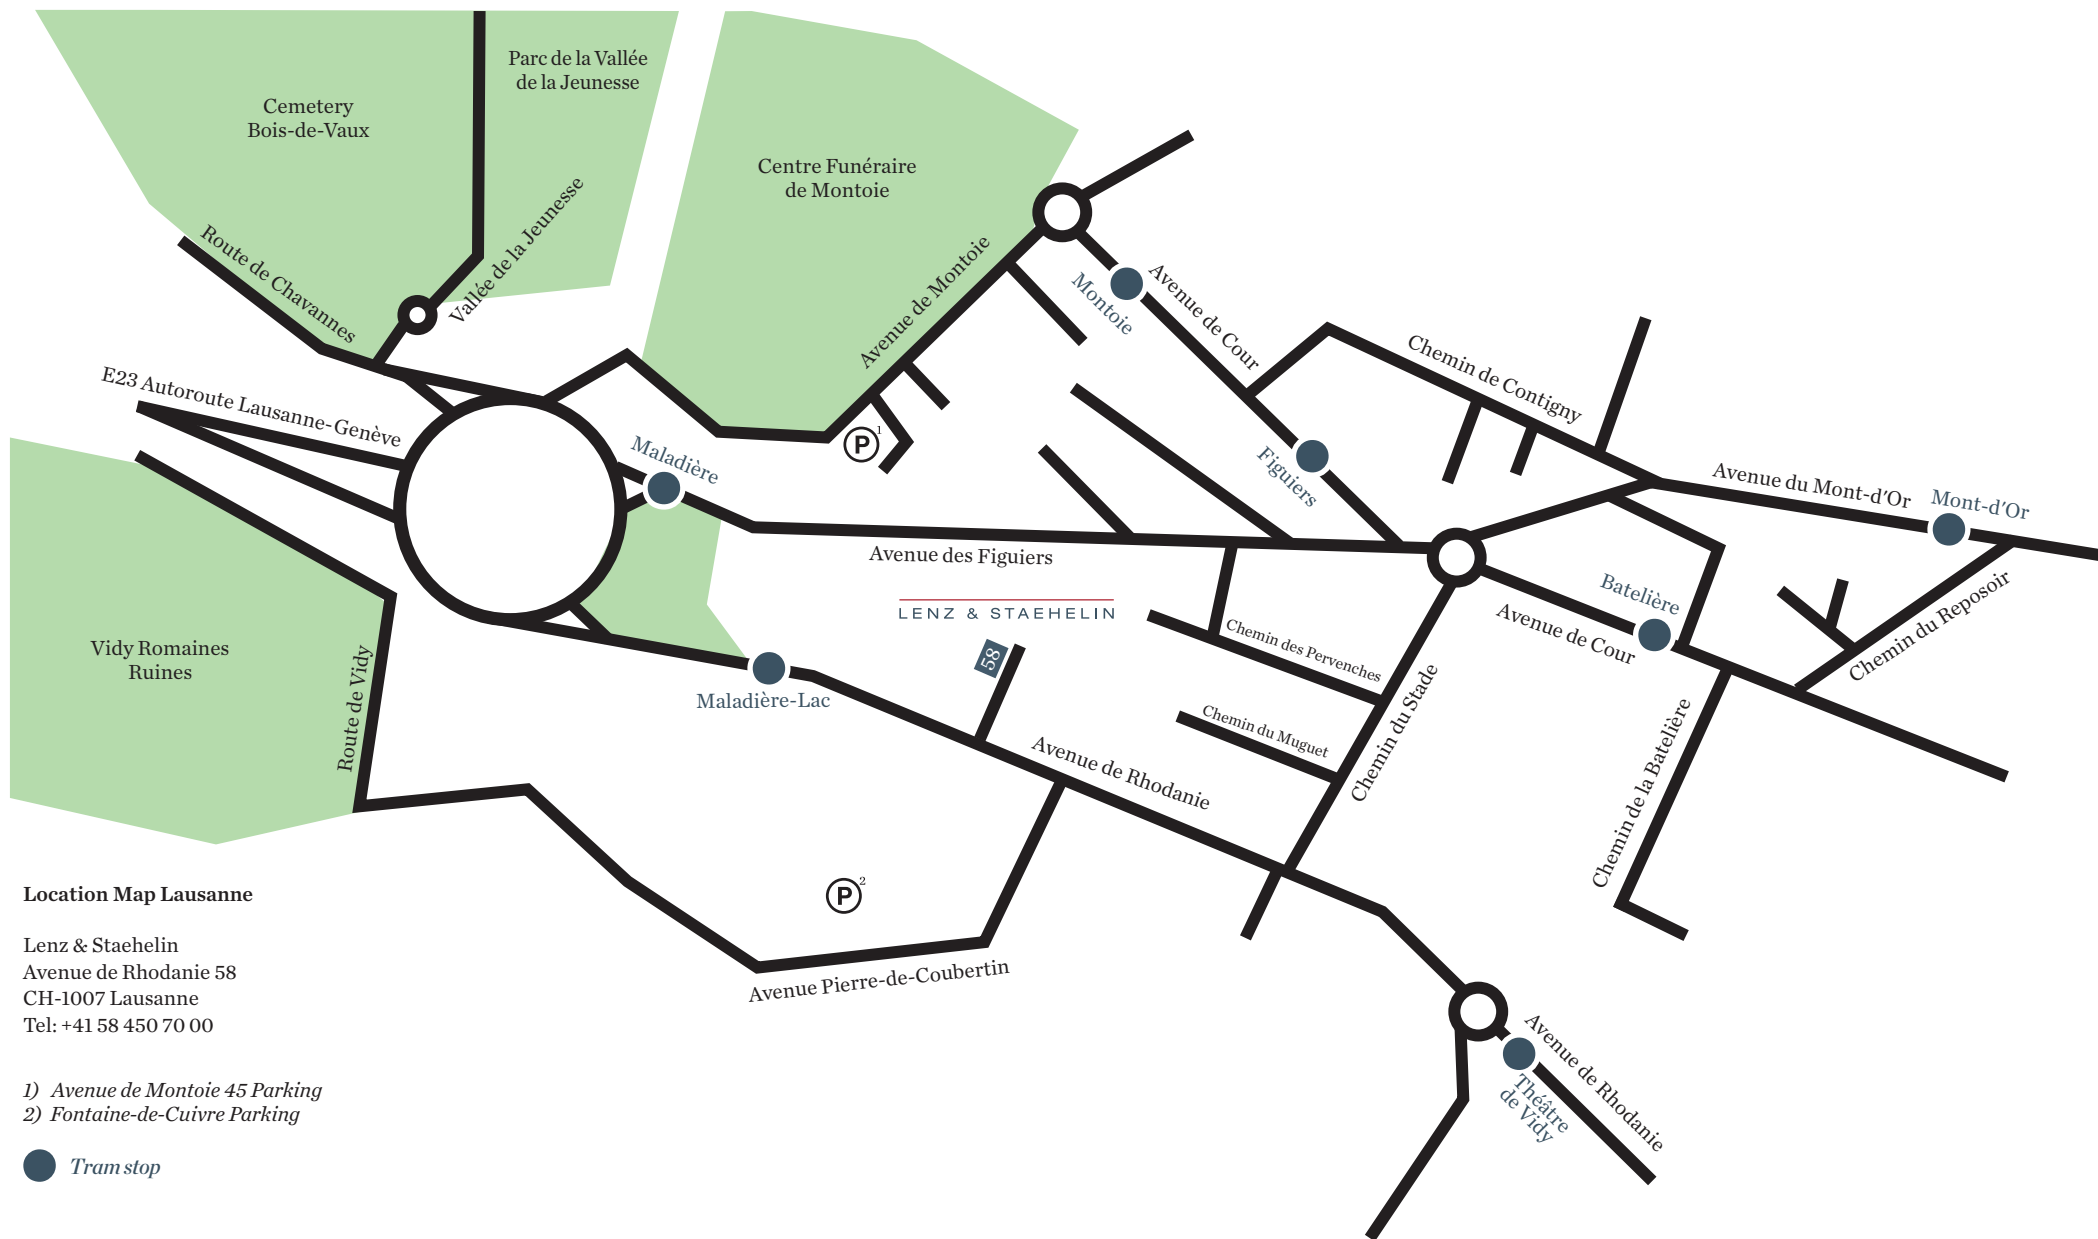 Parc de la Vallée
de la Jeunesse
Cemetery
Bois-de-Vaux
Centre Funéraire
de Montoie
Route de Chavannes
Vallée de la Jeunesse
Avenue de Montoie
Montoie
Avenue de Cour
E23 Autoroute Lausanne-Genève
Maladière
P 1
Figuiers
Chemin de Contigny
Avenue du Mont-d'Or
Mont-d'Or
Avenue des Figuiers
LENZ & STAEHELIN
58
Chemin des Pervenches
Chemin du Muguet
Chemin du Stade
Batelière
Avenue de Cour
Chemin du Reposoir
Chemin de la Batelière
Vidy Romaines
Ruines
Route de Vidy
Maladière-Lac
Avenue de Rhodanie
P 2
Avenue Pierre-de-Coubertin
Avenue de Rhodanie
Théâtre
de Vidy
Location Map Lausanne
Lenz & Staehelin
Avenue de Rhodanie 58
CH-1007 Lausanne
Tel: +41 58 450 70 00
1) Avenue de Montoie 45 Parking
2) Fontaine-de-Cuivre Parking
Tram stop